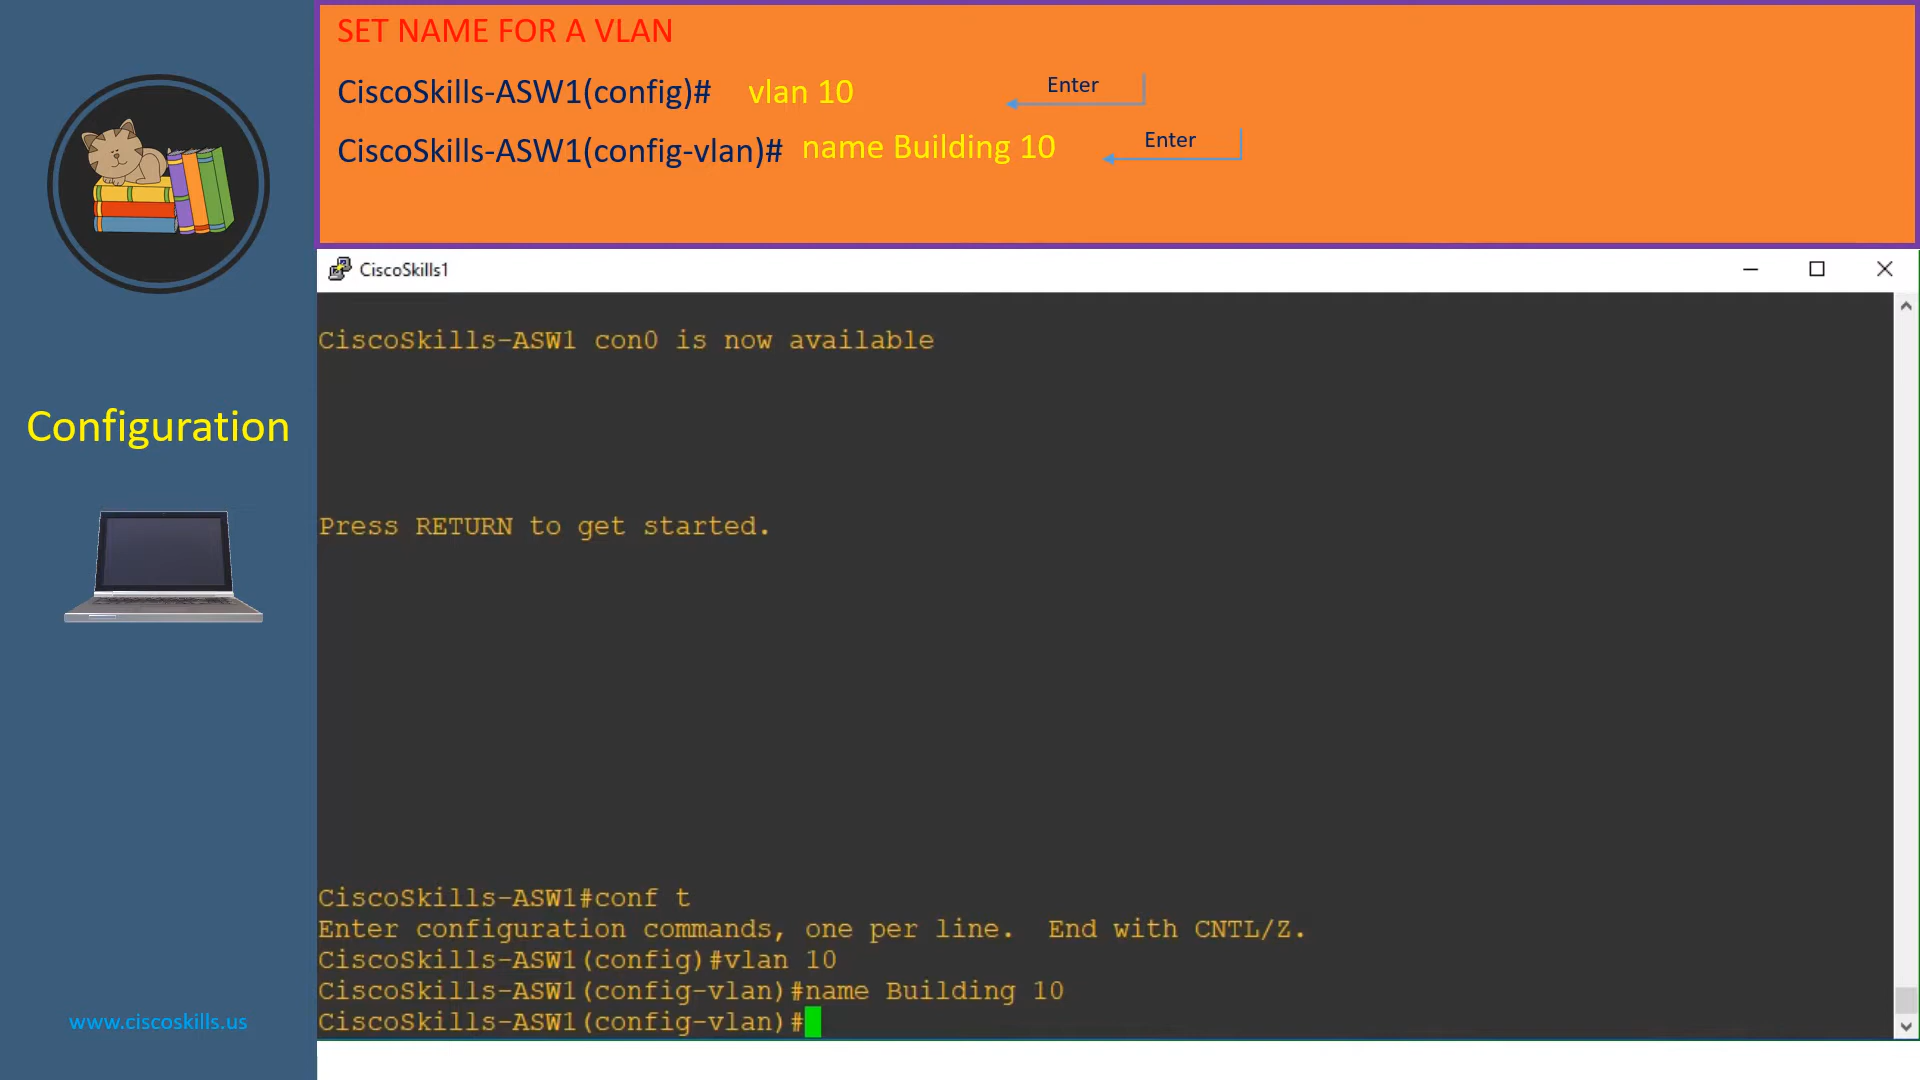 SET NAME FOR A VLAN
CiscoSkills-ASW1(config)# vlan 10 Enter
CiscoSkills-ASW1(config-vlan)# name Building 10 Enter
CiscoSkills1
CiscoSkills-ASW1 con0 is now available
Configuration
Press RETURN to get started.
CiscoSkills-ASW1#conf t
Enter configuration commands, one per line.  End with CNTL/Z.
CiscoSkills-ASW1(config)#vlan 10
CiscoSkills-ASW1(config-vlan)#name Building 10
CiscoSkills-ASW1(config-vlan)#
www.ciscoskills.us